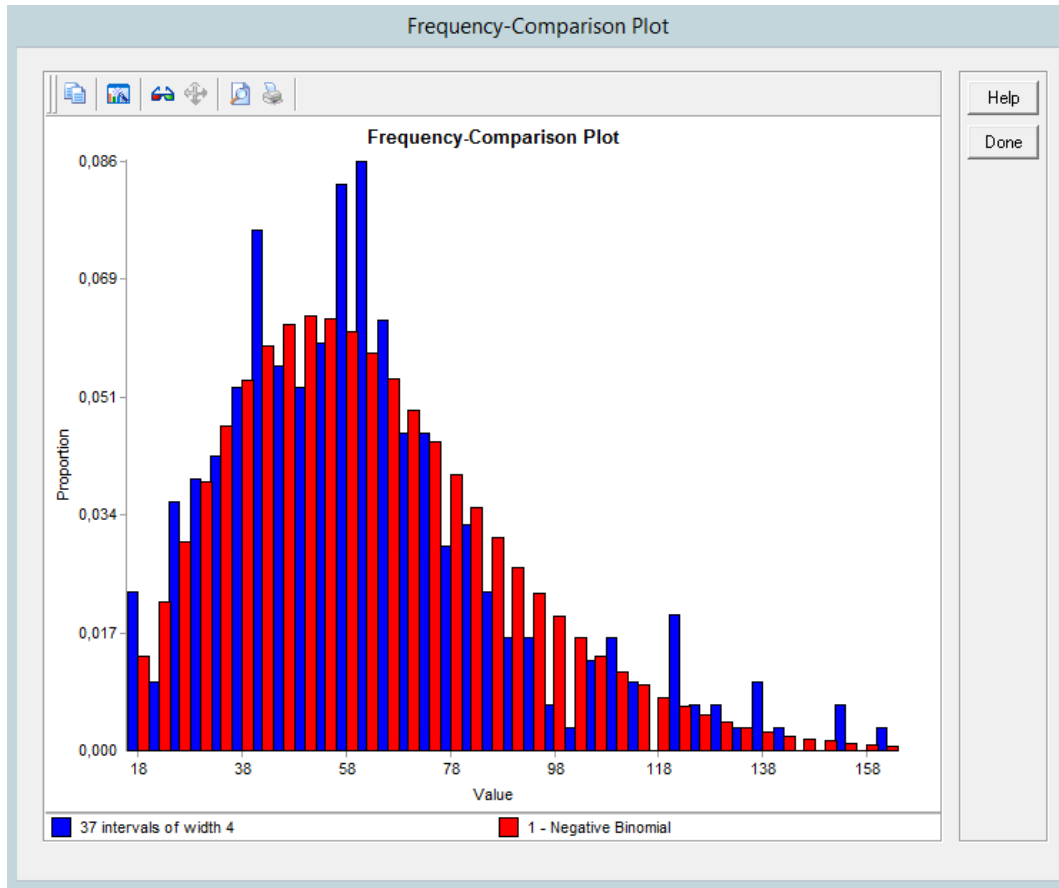 Frequency-Comparison Plot
Help
Done
Frequency-Comparison Plot
0,086
0,069
0,051
0,034
0,017
0,000
Proportion
18 38 58 78 98 118 138 158
Value
37 intervals of width 4
1 - Negative Binomial